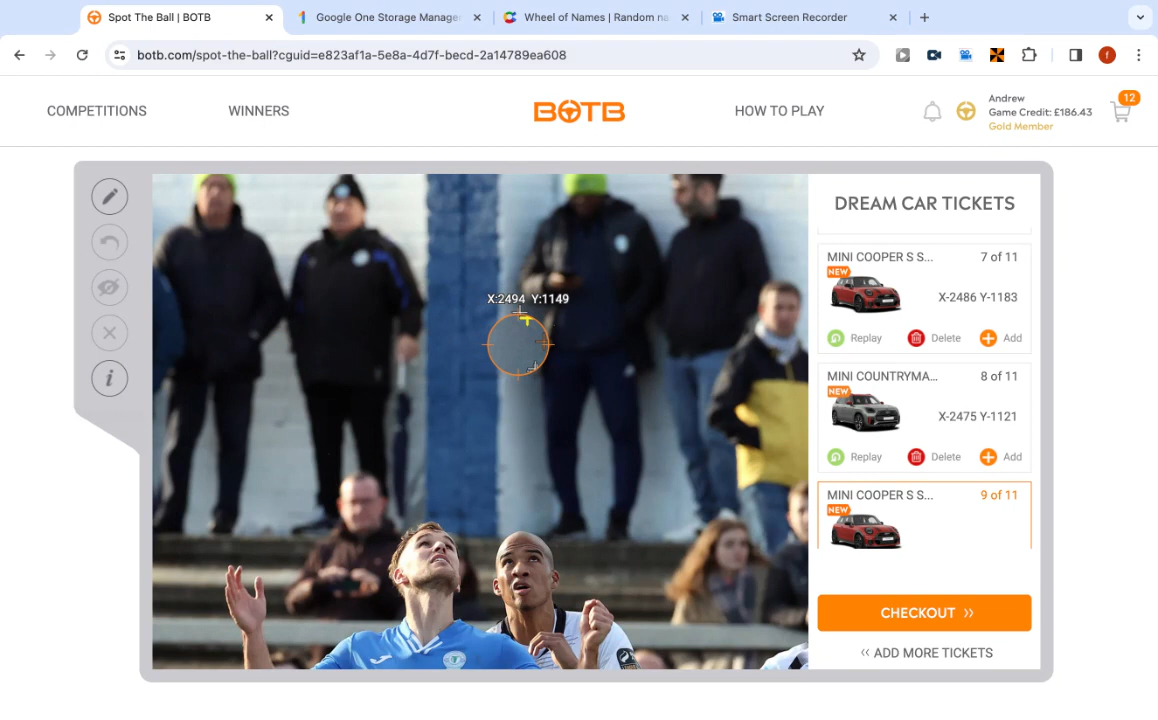 Spot The Ball | BOTB
Google One Storage Manage
Wheel of Names | Random na
Smart Screen Recorder
botb.com/spot-the-ball?cguid=e823af1a-5e8a-4d7f-becd-2a14789ea608
f
COMPETITIONS
WINNERS
BOTB
HOW TO PLAY
Andrew
Game Credit: £186.43
Gold Member
12
X:2494 Y:1149
DREAM CAR TICKETS
MINI COOPER S S... 7 of 11
NEW
X-2486 Y-1183
Replay Delete Add
MINI COUNTRYMA... 8 of 11
NEW
X-2475 Y-1121
Replay Delete Add
MINI COOPER S S... 9 of 11
NEW
CHECKOUT »
« ADD MORE TICKETS